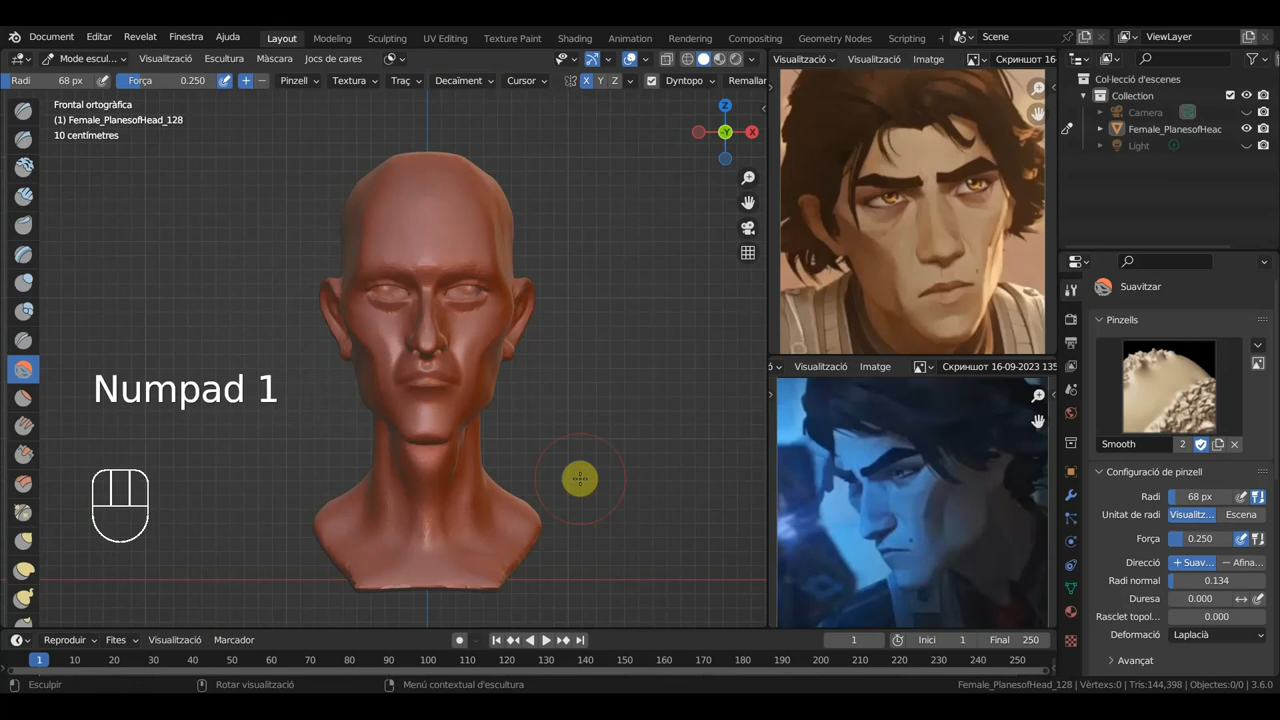 Document Editar Revelat Finestra Ajuda Layout Modeling Sculpting UV Editing Texture Paint Shading Animation Rendering Compositing Geometry Nodes Scripting Scene ViewLayer
Mode escul... Visualització Escultura Màscara Jocs de cares
Visualització Visualització Imatge Скриншот 16-
Radi 68 px Força 0.250 Pinzell Textura Traç Decaïment Cursor X Y Z Dyntopo Remallar
Frontal ortogràfica
(1) Female_PlanesofHead_128
10 centímetres
Z
-Y
X
Numpad 1
Visualització Imatge Скриншот 16-09-2023 135
Col·lecció d'escenes
Collection
Camera
Female_PlanesofHeac
Light
Suavitzar
Pinzells
Smooth 2
Configuració de pinzell
Radi 68 px
Unitat de radi Visualitz... Escena
Força 0.250
Direcció + Suav... − Afina...
Radi normal 0.134
Duresa 0.000
Rasclet topol... 0.000
Deformació Laplacià
Avançat
Reproduir Fites Visualització Marcador 1 Inici 1 Final 250
1 10 20 30 40 50 60 70 80 90 100 110 120 130 140 150 160 170 180 190 200 210 220 230 240 250
Esculpir Rotar visualització Menú contextual d'escultura Female_PlanesofHead_128 | Vèrtexs:0 | Tris:144,398 | Objectes:0/0 | 3.6.0